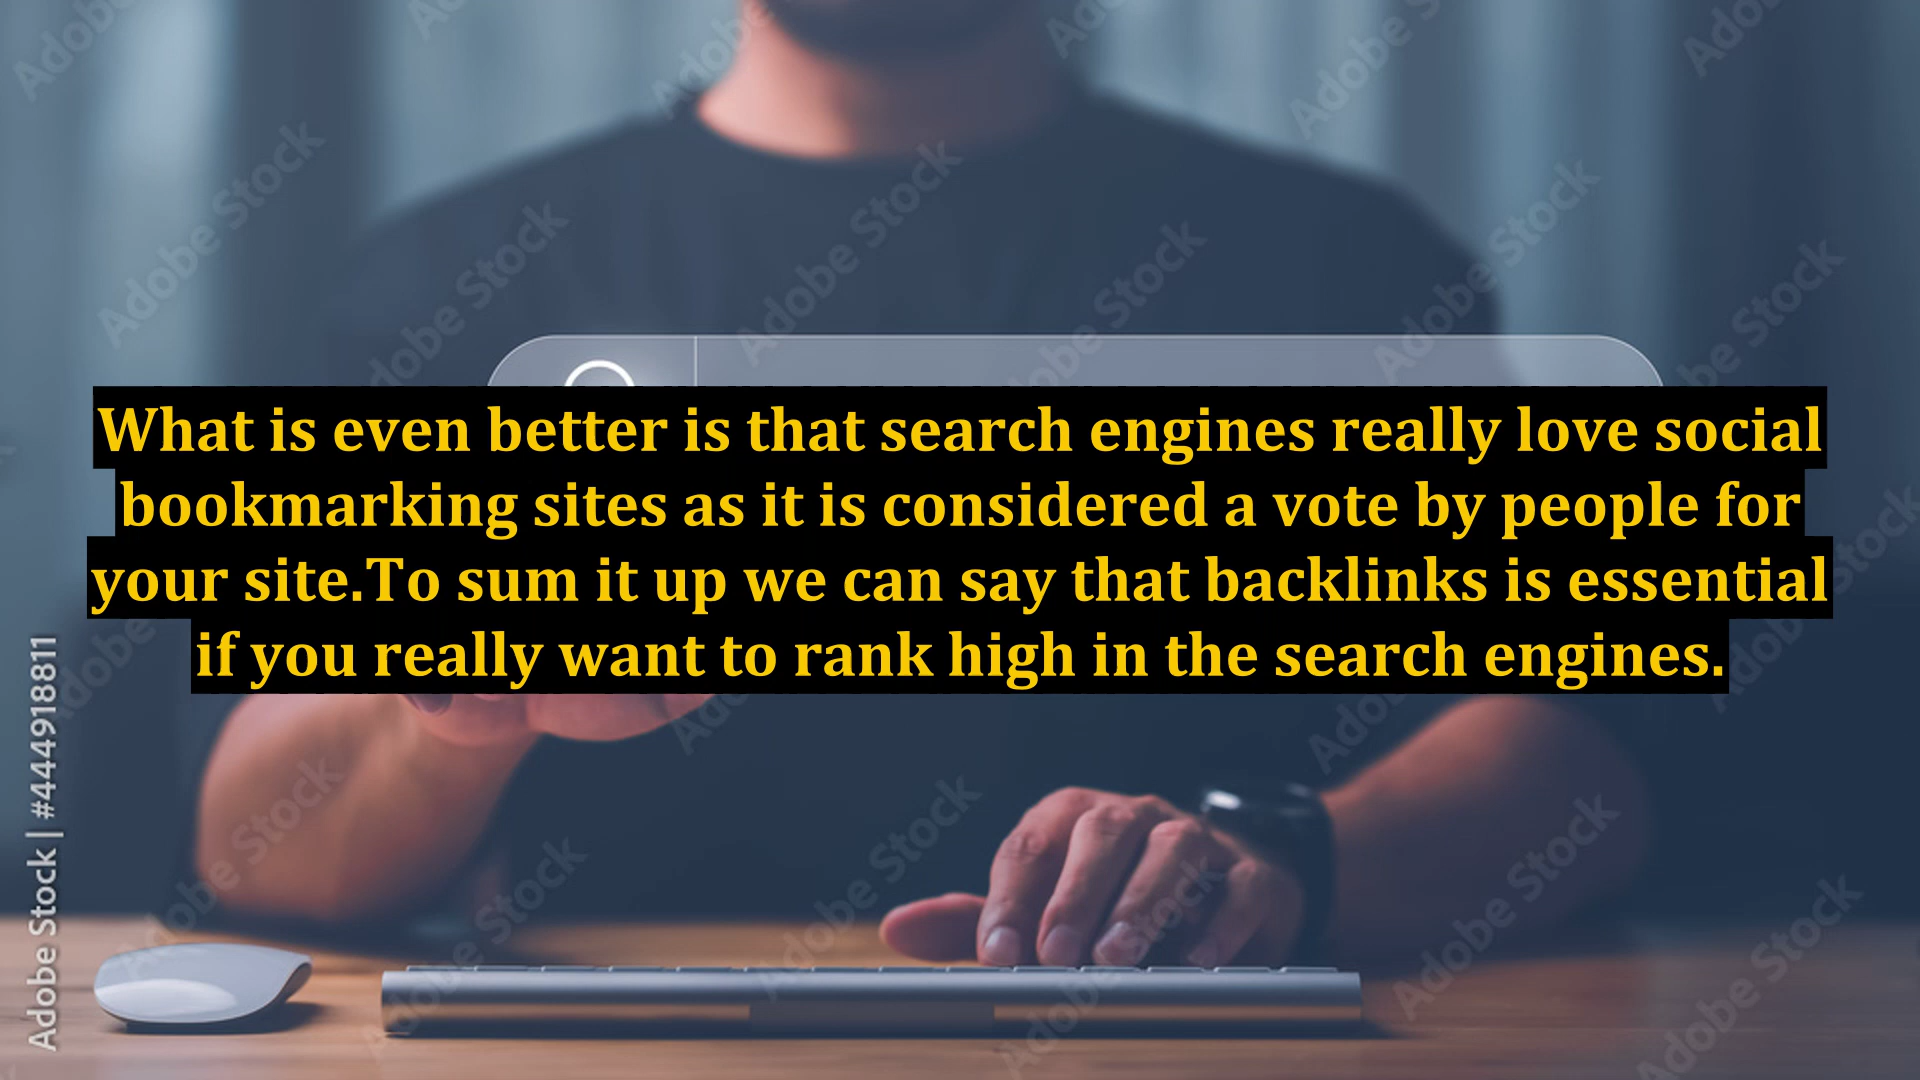 What is even better is that search engines really love social
bookmarking sites as it is considered a vote by people for
your site.To sum it up we can say that backlinks is essential
if you really want to rank high in the search engines.
Adobe Stock | #444918811
Adobe Stock